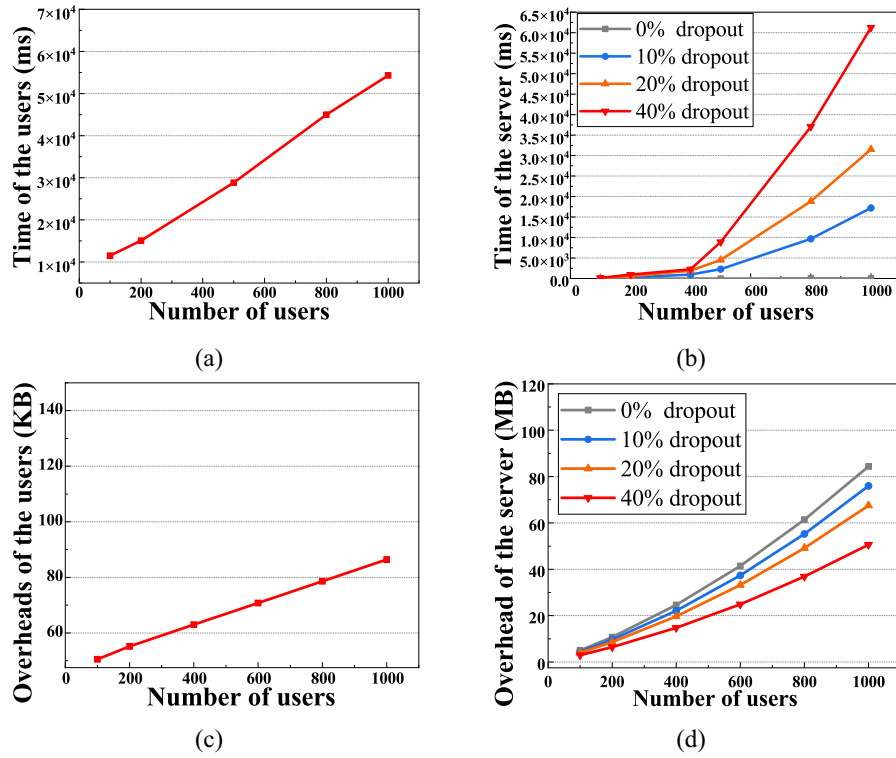 Time of the users (ms)
7×10⁴
6×10⁴
5×10⁴
4×10⁴
3×10⁴
2×10⁴
1×10⁴
0 200 400 600 800 1000
Number of users
(a)
Time of the server (ms)
6.5×10⁴
6.0×10⁴
5.5×10⁴
5.0×10⁴
4.5×10⁴
4.0×10⁴
3.5×10⁴
3.0×10⁴
2.5×10⁴
2.0×10⁴
1.5×10⁴
1.0×10⁴
5.0×10³
0.0
0% dropout
10% dropout
20% dropout
40% dropout
0 200 400 600 800 1000
Number of users
(b)
Overheads of the users (KB)
140
120
100
80
60
0 200 400 600 800 1000
Number of users
(c)
Overhead of the server (MB)
120
100
80
60
40
20
0
0% dropout
10% dropout
20% dropout
40% dropout
0 200 400 600 800 1000
Number of users
(d)